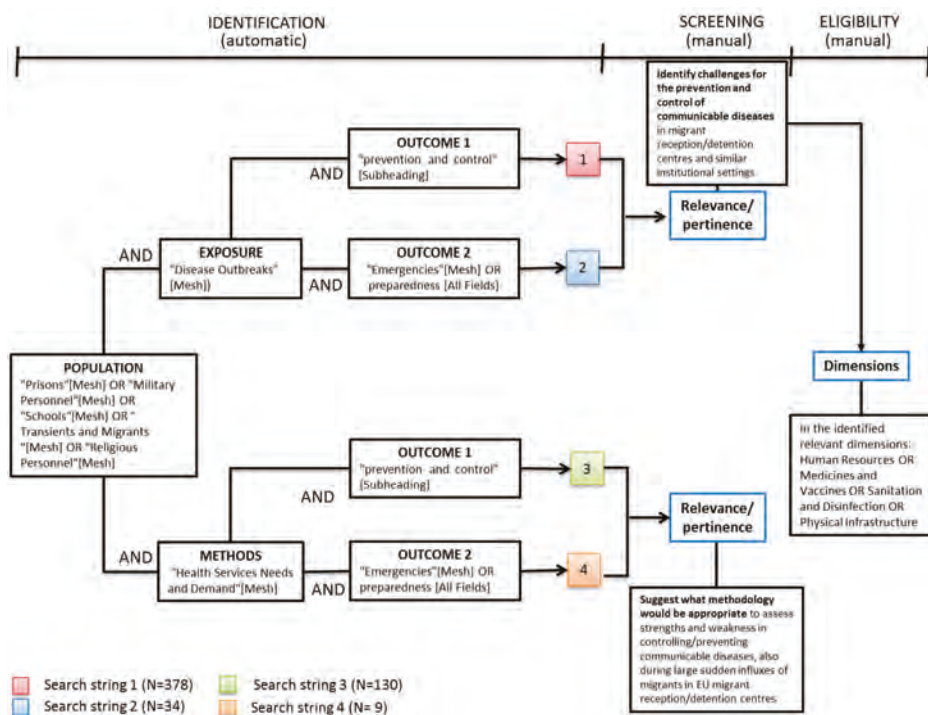 IDENTIFICATION
(automatic)
SCREENING
(manual)
ELIGIBILITY
(manual)
Identify challenges for
the prevention and
control of
communicable diseases
in migrant
reception/detention
centres and similar
institutional settings
OUTCOME 1
"prevention and control"
[Subheading]
AND
1
Relevance/
pertinence
AND
EXPOSURE
"Disease Outbreaks"
[Mesh])
AND
OUTCOME 2
"Emergencies"[Mesh] OR
preparedness [All Fields]
2
POPULATION
"Prisons"[Mesh] OR "Military
Personnel"[Mesh] OR
"Schools"[Mesh] OR "
Transients and Migrants
"[Mesh] OR "Religious
Personnel"[Mesh]
Dimensions
In the identified
relevant dimensions:
Human Resources OR
Medicines and
Vaccines OR Sanitation
and Disinfection OR
Physical Infrastructure
OUTCOME 1
"prevention and control"
[Subheading]
AND
3
Relevance/
pertinence
AND
METHODS
"Health Services Needs
and Demand"[Mesh]
AND
OUTCOME 2
"Emergencies"[Mesh] OR
preparedness [All Fields]
4
Suggest what methodology
would be appropriate to assess
strengths and weakness in
controlling/preventing
communicable diseases, also
during large sudden influxes of
migrants in EU migrant
reception/detention centres
Search string 1 (N=378)
Search string 3 (N=130)
Search string 2 (N=34)
Search string 4 (N= 9)